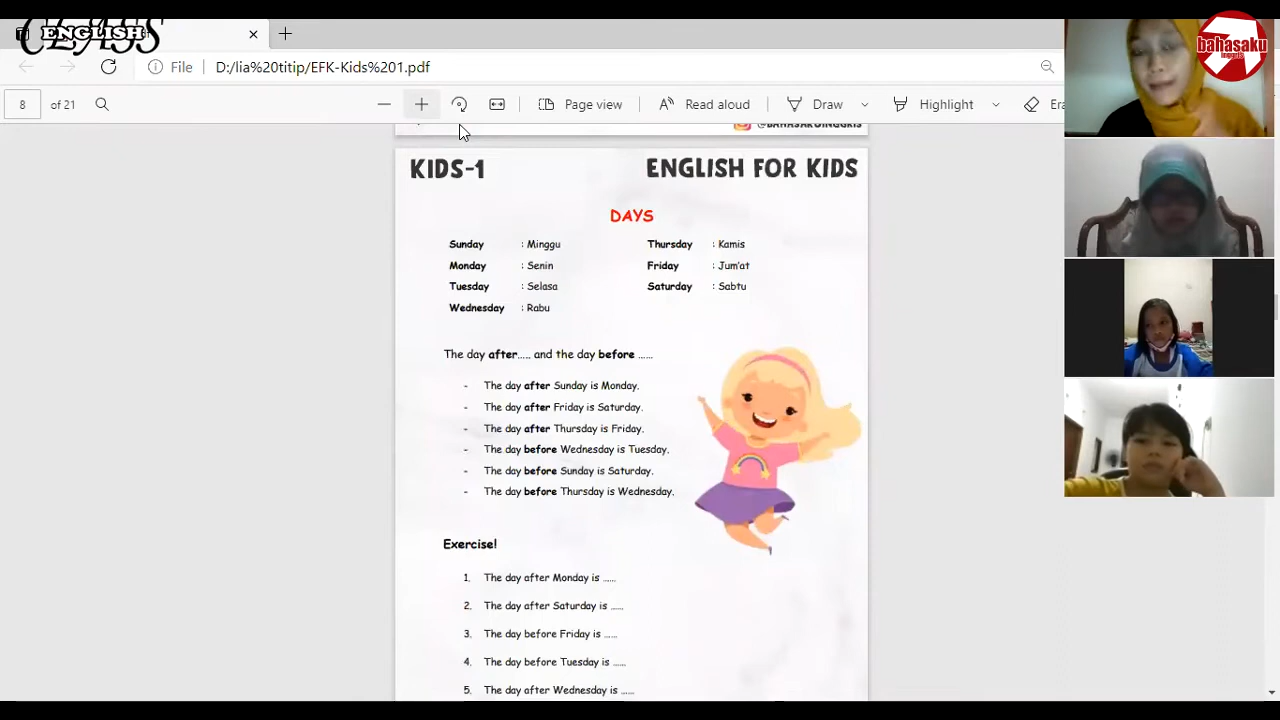 CLASS
ENGLISH
File
D:/lia%20titip/EFK-Kids%201.pdf
8 of 21
Page view
Read aloud
Draw
Highlight
bahasaku
inggris
@BAHASAKUINGGRIS
KIDS-1
ENGLISH FOR KIDS
DAYS
Sunday : Minggu Thursday : Kamis
Monday : Senin Friday : Jum'at
Tuesday : Selasa Saturday : Sabtu
Wednesday : Rabu
The day after..... and the day before ......
- The day after Sunday is Monday.
- The day after Friday is Saturday.
- The day after Thursday is Friday.
- The day before Wednesday is Tuesday.
- The day before Sunday is Saturday.
- The day before Thursday is Wednesday.
Exercise!
1. The day after Monday is ......
2. The day after Saturday is ......
3. The day before Friday is ......
4. The day before Tuesday is ......
5. The day after Wednesday is ......